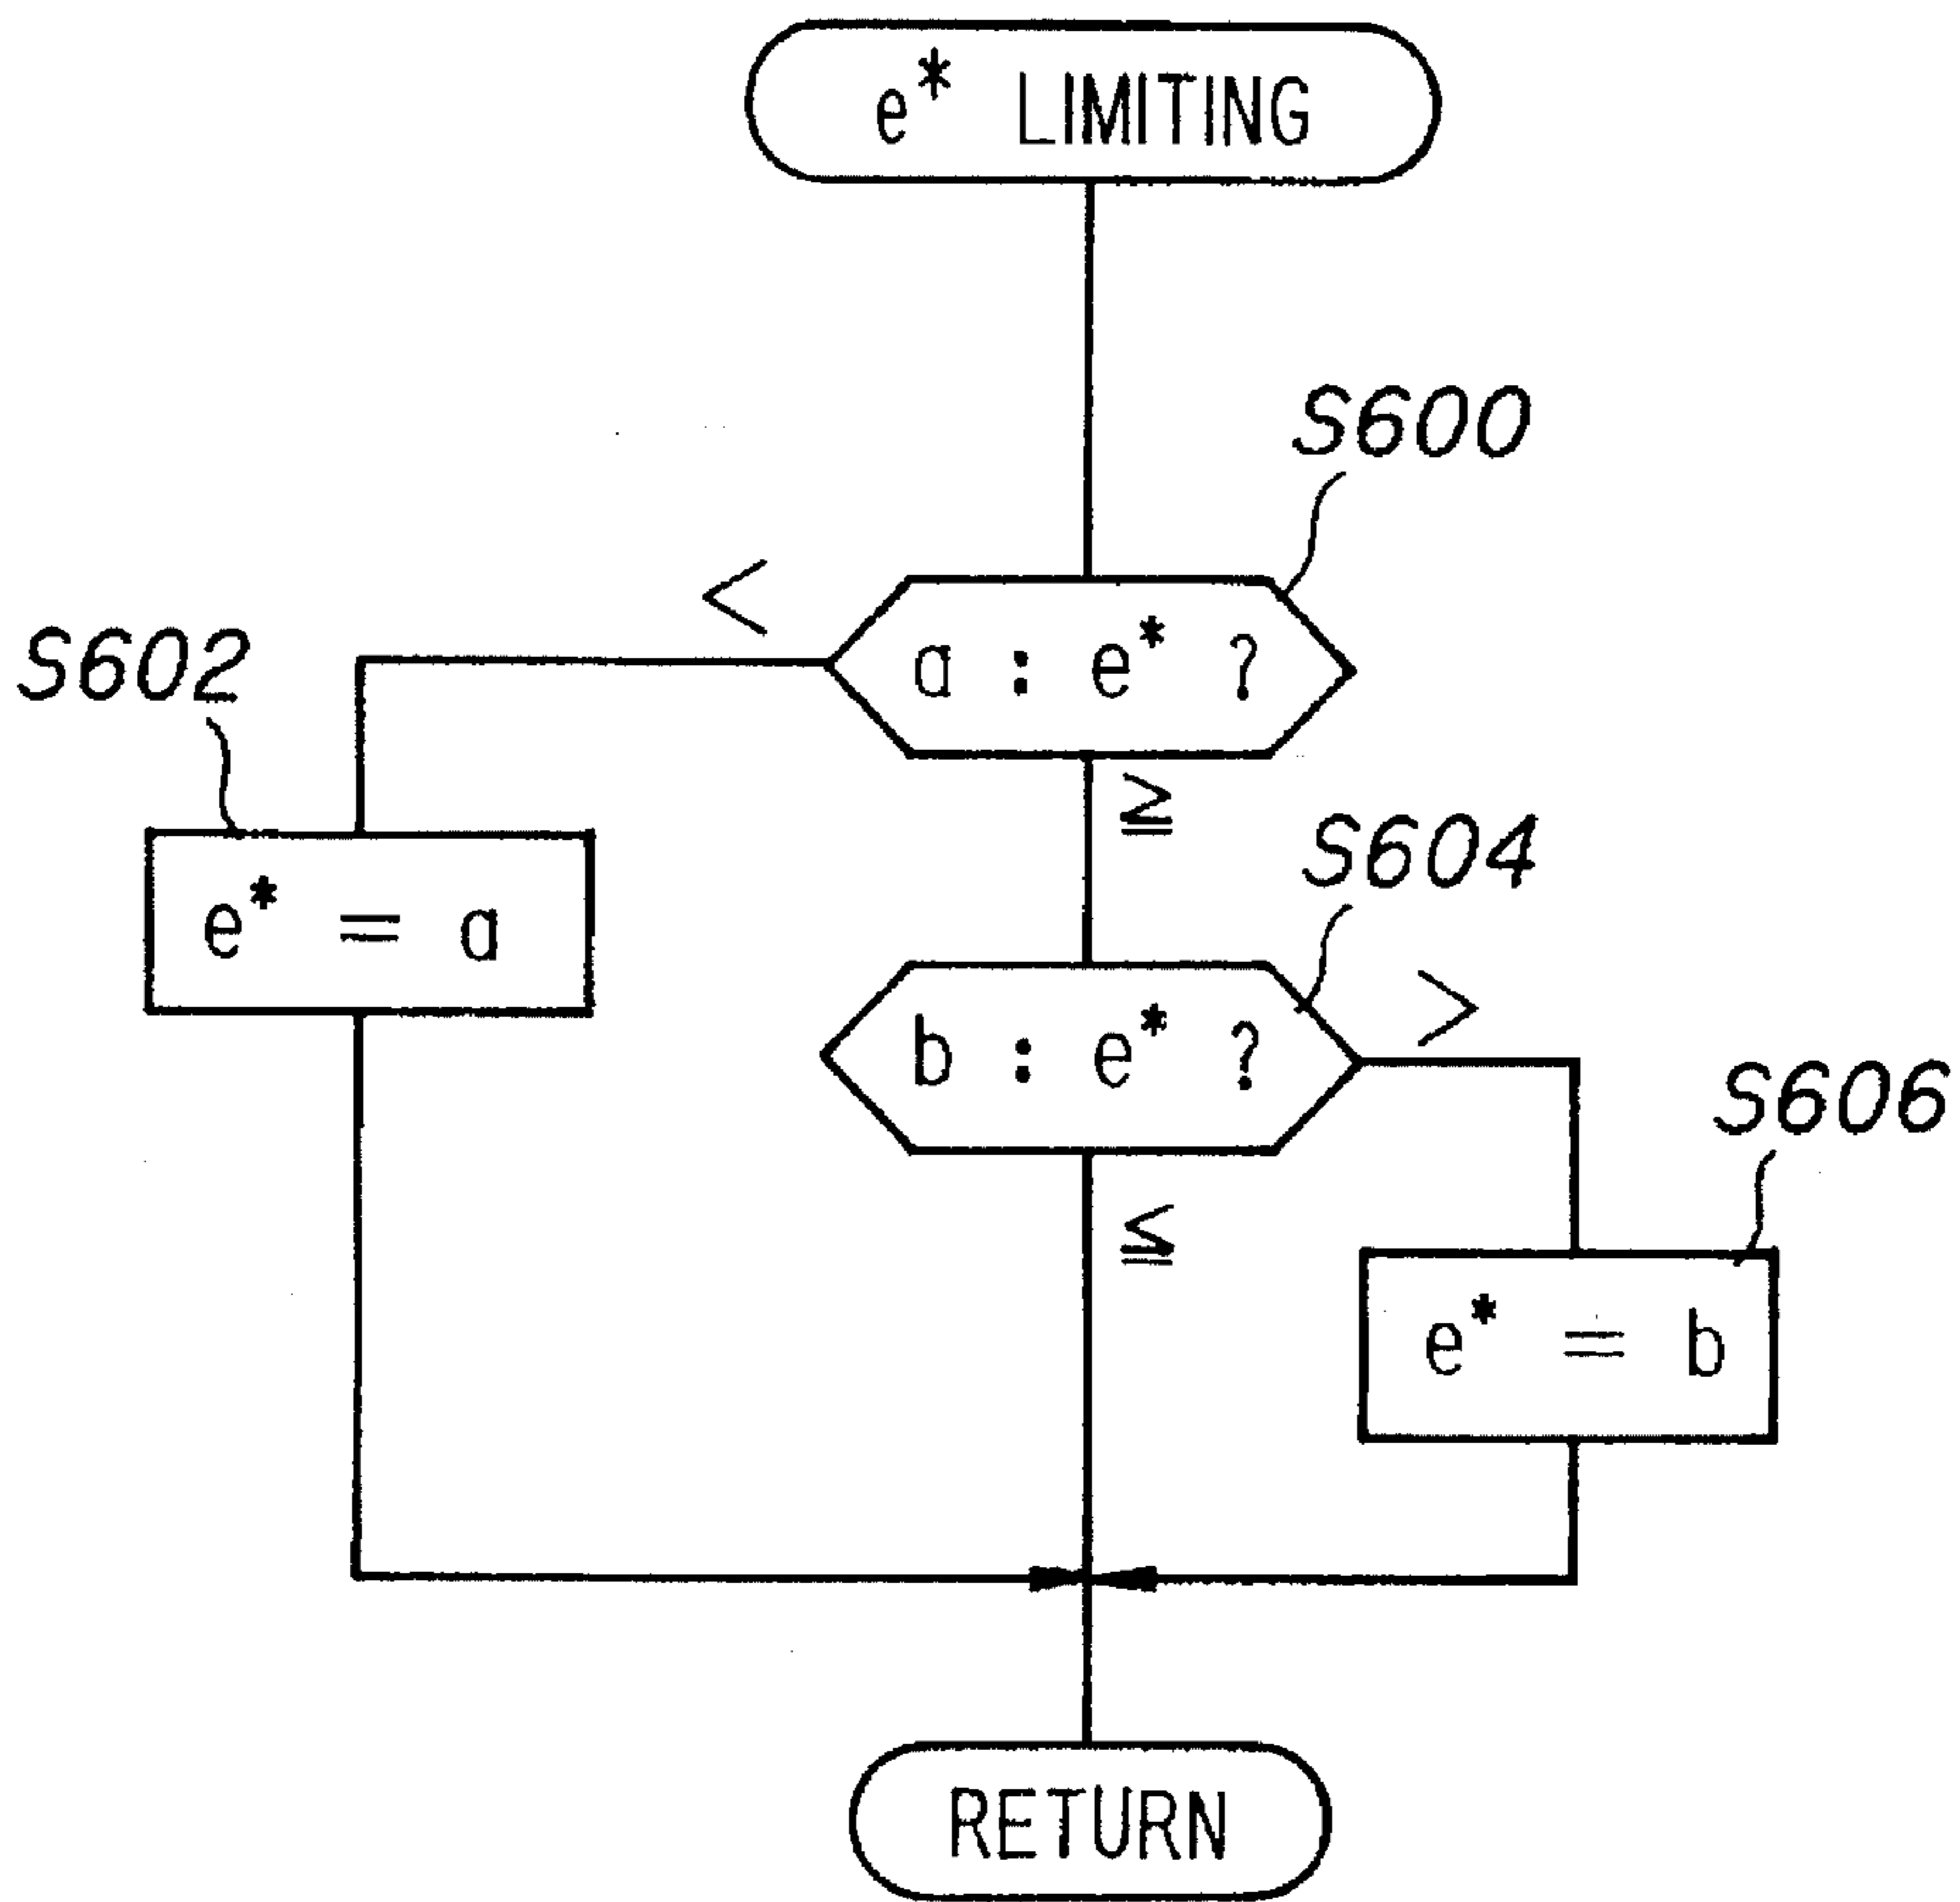 e* LIMITING
S600
<
a : e* ?
S602
≧
e* = a
S604
>
b : e* ?
S606
≦
e* = b
RETURN